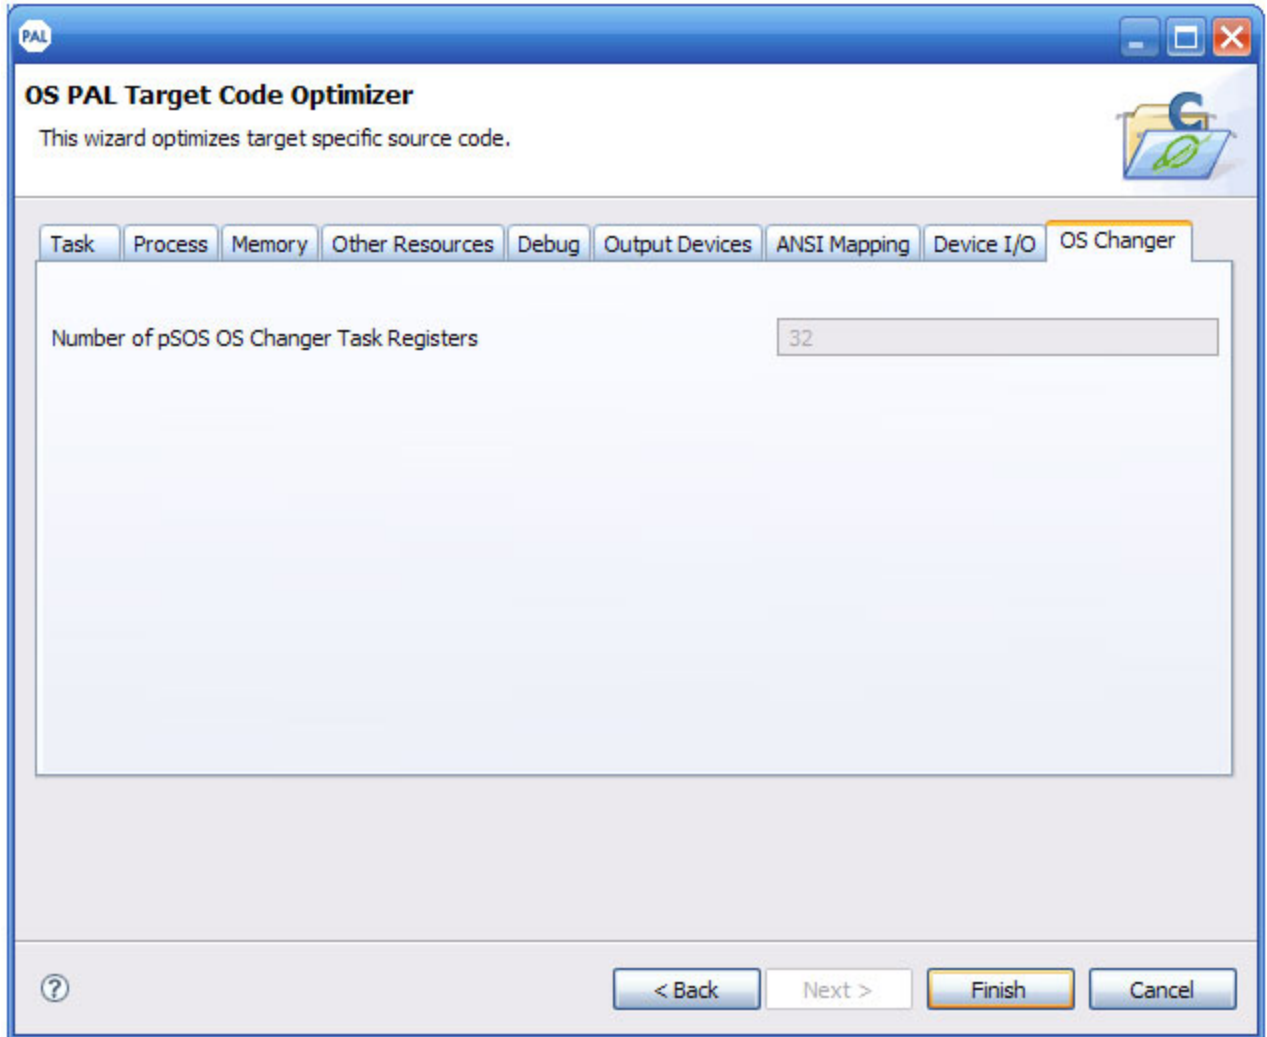 PAL
OS PAL Target Code Optimizer
This wizard optimizes target specific source code.
C
Task Process Memory Other Resources Debug Output Devices ANSI Mapping Device I/O OS Changer
Number of pSOS OS Changer Task Registers 32
? < Back Next > Finish Cancel